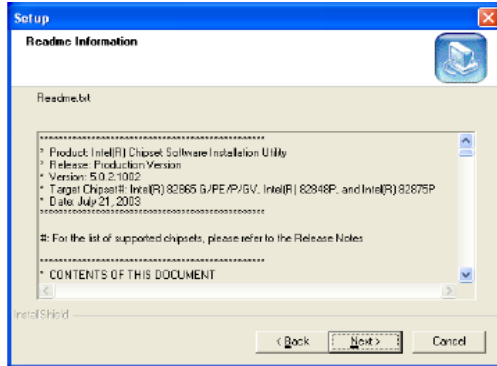 Setup
Readme Information
Readme.txt
************************************************************
* Product: Intel(R) Chipset Software Installation Utility
* Release: Production Version
* Version: 5.0.2.1002
* Target Chipset#: Intel(R) 82865 G/PE/P/GV, Intel(R) 82848P, and Intel(R) 82875P
* Date: July 21, 2003
************************************************************
#: For the list of supported chipsets, please refer to the Release Notes
************************************************************
* CONTENTS OF THIS DOCUMENT
InstallShield
< Back
Next >
Cancel